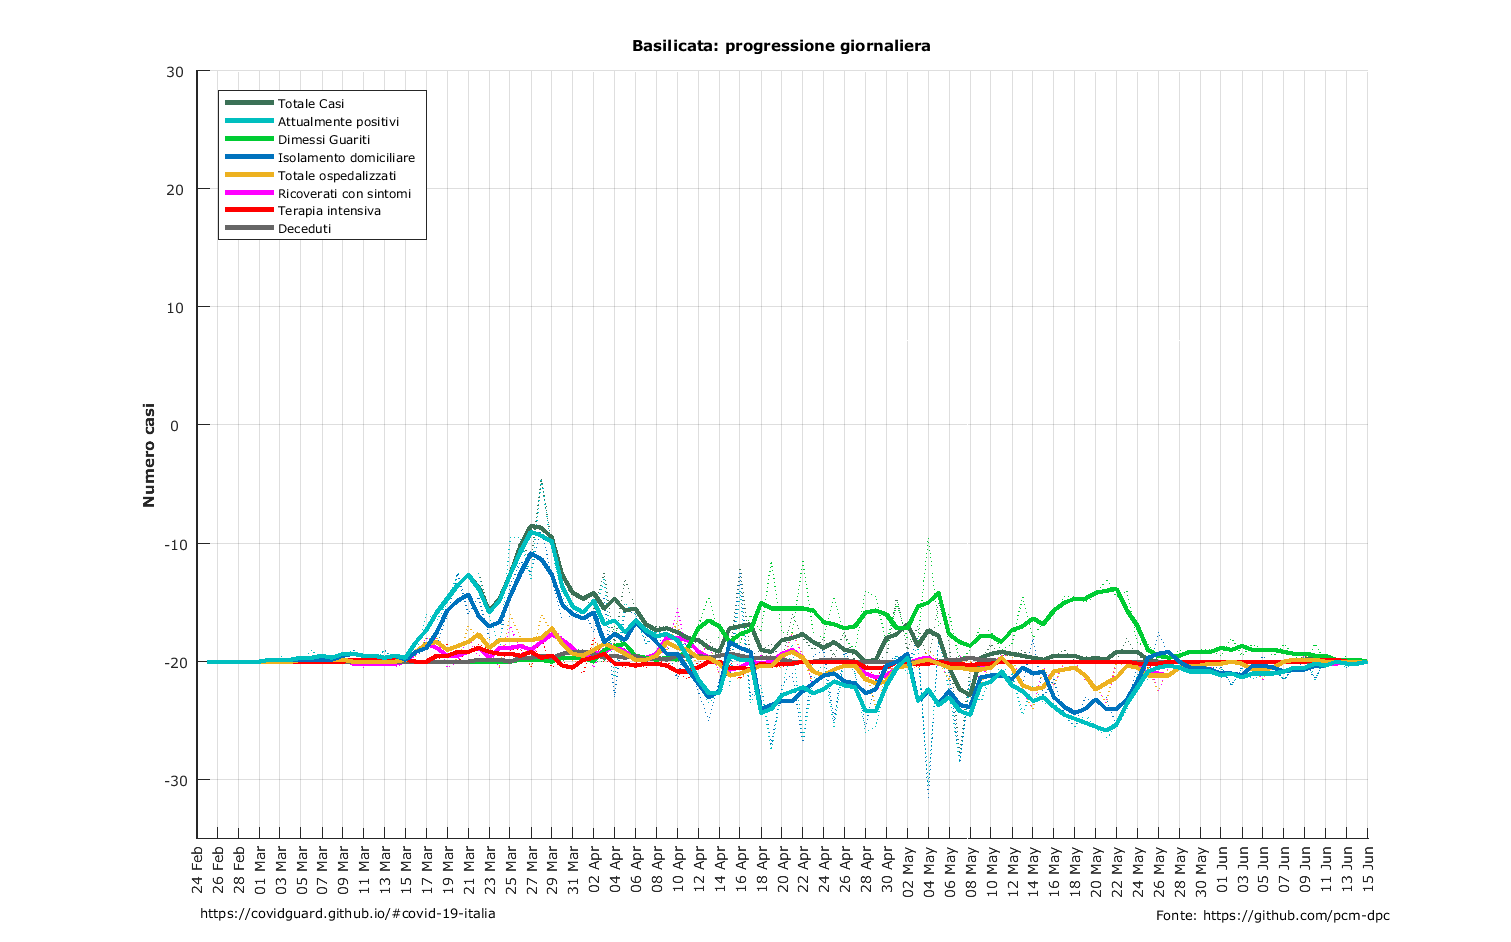 Basilicata: progressione giornaliera
30
20
10
0
-10
-20
-30
Numero casi
Totale Casi
Attualmente positivi
Dimessi Guariti
Isolamento domiciliare
Totale ospedalizzati
Ricoverati con sintomi
Terapia intensiva
Deceduti
24 Feb
26 Feb
28 Feb
01 Mar
03 Mar
05 Mar
07 Mar
09 Mar
11 Mar
13 Mar
15 Mar
17 Mar
19 Mar
21 Mar
23 Mar
25 Mar
27 Mar
29 Mar
31 Mar
02 Apr
04 Apr
06 Apr
08 Apr
10 Apr
12 Apr
14 Apr
16 Apr
18 Apr
20 Apr
22 Apr
24 Apr
26 Apr
28 Apr
30 Apr
02 May
04 May
06 May
08 May
10 May
12 May
14 May
16 May
18 May
20 May
22 May
24 May
26 May
28 May
30 May
01 Jun
03 Jun
05 Jun
07 Jun
09 Jun
11 Jun
13 Jun
15 Jun
https://covidguard.github.io/#covid-19-italia
Fonte: https://github.com/pcm-dpc